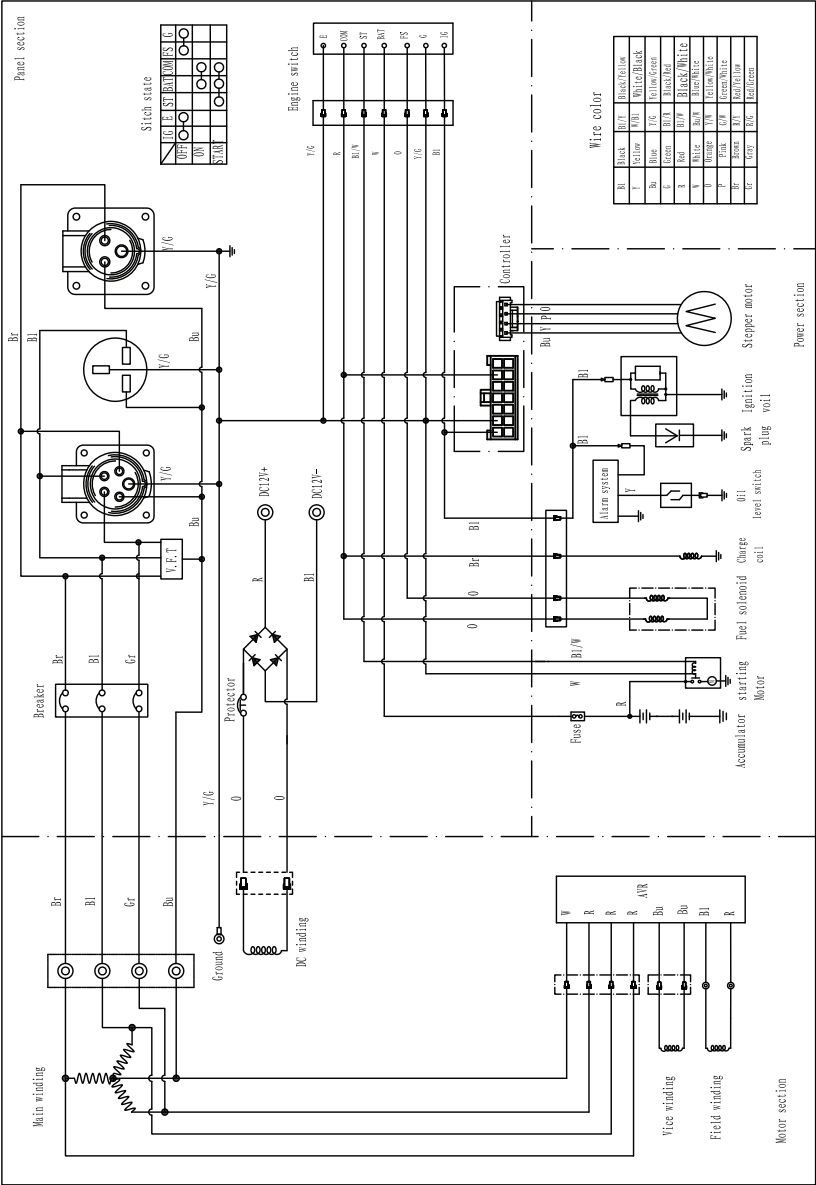 Panel section
Sitch state
IG E ST BAT COM FS G
OFF
ON
START
Engine switch
E
COM
ST
BAT
FS
G
IG
Y/G
R
Bl/W
W
O
Y/G
Bl
Wire color
Bl Black Bl/Y Black/Yellow
Y Yellow W/Bl White/Black
Bu Blue Y/G Yellow/Green
G Green Bl/R Black/Red
R Red Bl/W Black/White
W White Bu/W Blue/White
O Orange Y/W Yellow/White
P Pink G/W Green/White
Br Brown R/Y Red/Yellow
Gr Gray R/G Red/Green
Br
Bl
Y/G
Y/G
Bu
Y/G
Y/G
Bu
V.F.T
DC12V+
DC12V-
R
Bl
Controller
Bu Y P O
Stepper motor
Power section
Bl
Bl
Ignition
voil
Spark
plug
Alarm system
Y
Oil
level switch
Bl
Br
O
O
Charge
coil
Fuel solenoid
Bl/W
W
starting
Motor
R
Fuse
Accumulator
Breaker
Br
Bl
Gr
Protector
Y/G
O
O
Br
Bl
Gr
Bu
Ground
DC winding
Main winding
AVR
W
R
R
R
Bu
Bu
Bl
R
Vice winding
Field winding
Motor section